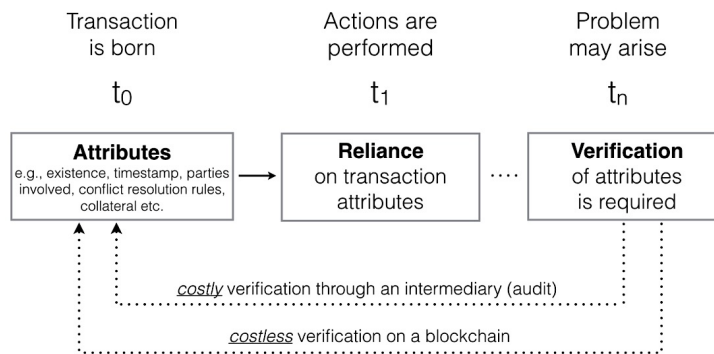 Transaction
is born
t0
Actions are
performed
t1
Problem
may arise
tn
Attributes
e.g., existence, timestamp, parties
involved, conflict resolution rules,
collateral etc.
Reliance
on transaction
attributes
Verification
of attributes
is required
costly verification through an intermediary (audit)
costless verification on a blockchain